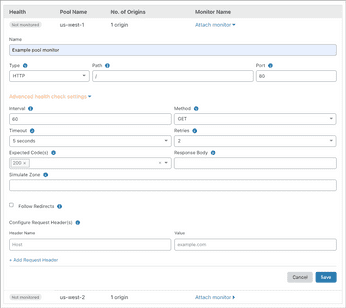 Health Pool Name No. of Origins Monitor Name
Not monitored us-west-1 1 origin Attach monitor
Name
Example pool monitor
Type Path Port
HTTP / 80
Advanced health check settings
Interval Method
60 GET
Timeout Retries
5 seconds 2
Expected Code(s) Response Body
200 × ×
Simulate Zone
Follow Redirects
Configure Request Header(s)
Header Name Value
Host example.com
+ Add Request Header
Cancel Save
Not monitored us-west-2 1 origin Attach monitor